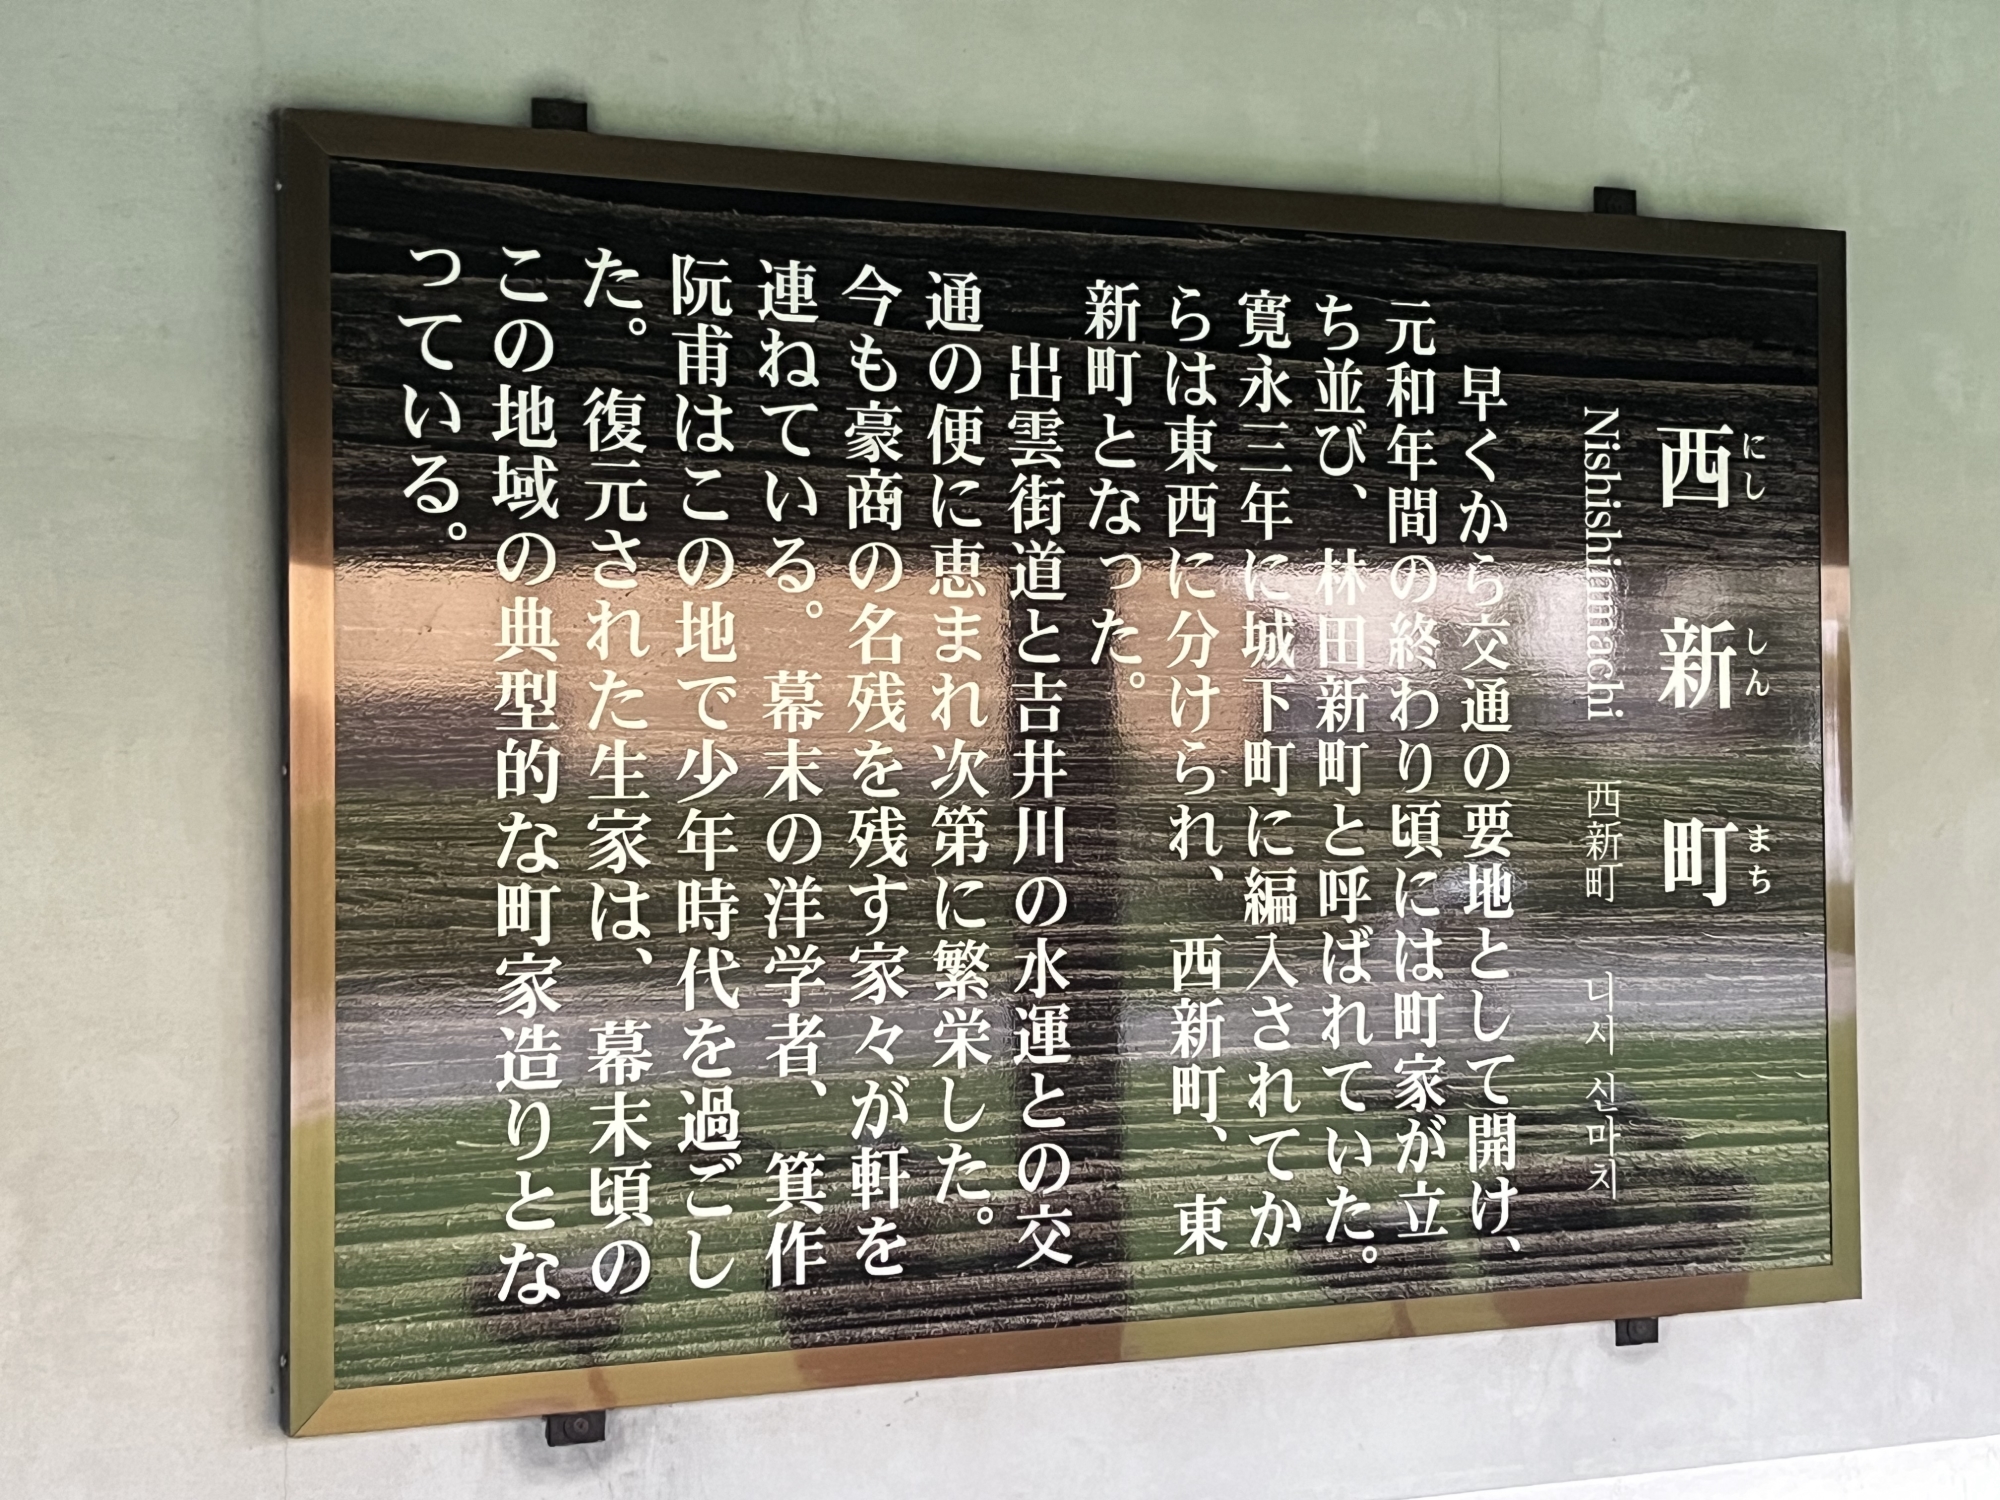 西新町
にし しん まち
Nishishinmachi 西新町 니시 신마치
早くから交通の要地として開け、
元和年間の終わり頃には町家が立
ち並び、林田新町と呼ばれていた。
寛永三年に城下町に編入されてか
らは東西に分けられ、西新町、東
新町となった。
出雲街道と吉井川の水運との交
通の便に恵まれ次第に繁栄した。
今も豪商の名残を残す家々が軒を
連ねている。幕末の洋学者、箕作
阮甫はこの地で少年時代を過ごし
た。復元された生家は、幕末頃の
この地域の典型的な町家造りとな
っている。